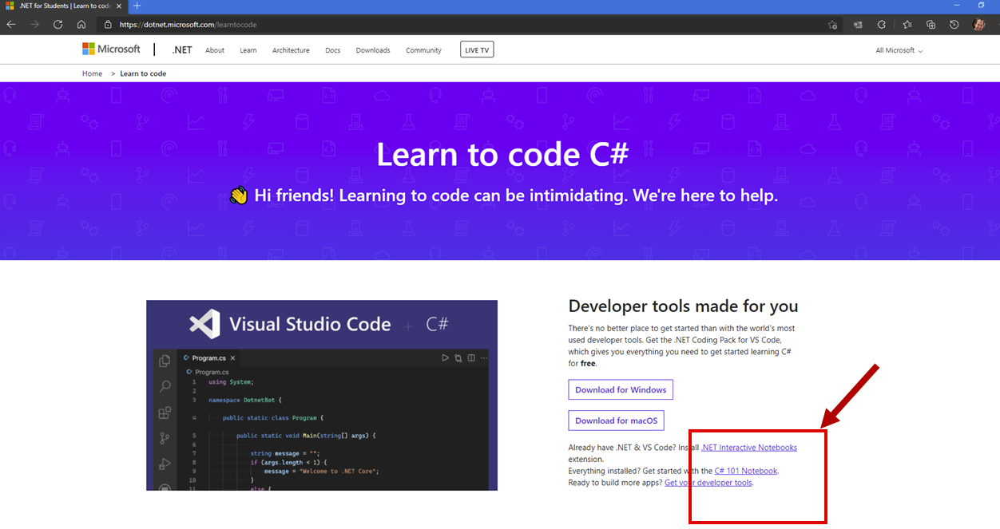 .NET for Students | Learn to code
https://dotnet.microsoft.com/learntocode
Microsoft .NET About Learn Architecture Docs Downloads Community LIVE TV All Microsoft
Home > Learn to code
Learn to code C#
👋 Hi friends! Learning to code can be intimidating. We're here to help.
Visual Studio Code + C#
Program.cs
Program.cs
1 using System;
2
3 namespace DotnetBot {
4 public static class Program {
5 public static void Main(string[] args) {
6
7 string message = "";
8 if (args.length < 1) {
9 message = "Welcome to .NET Core";
10 }
11 else {
Developer tools made for you
There's no better place to get started than with the world's most
used developer tools. Get the .NET Coding Pack for VS Code,
which gives you everything you need to get started learning C#
for free.
Download for Windows
Download for macOS
Already have .NET & VS Code? Install .NET Interactive Notebooks
extension.
Everything installed? Get started with the C# 101 Notebook.
Ready to build more apps? Get your developer tools.